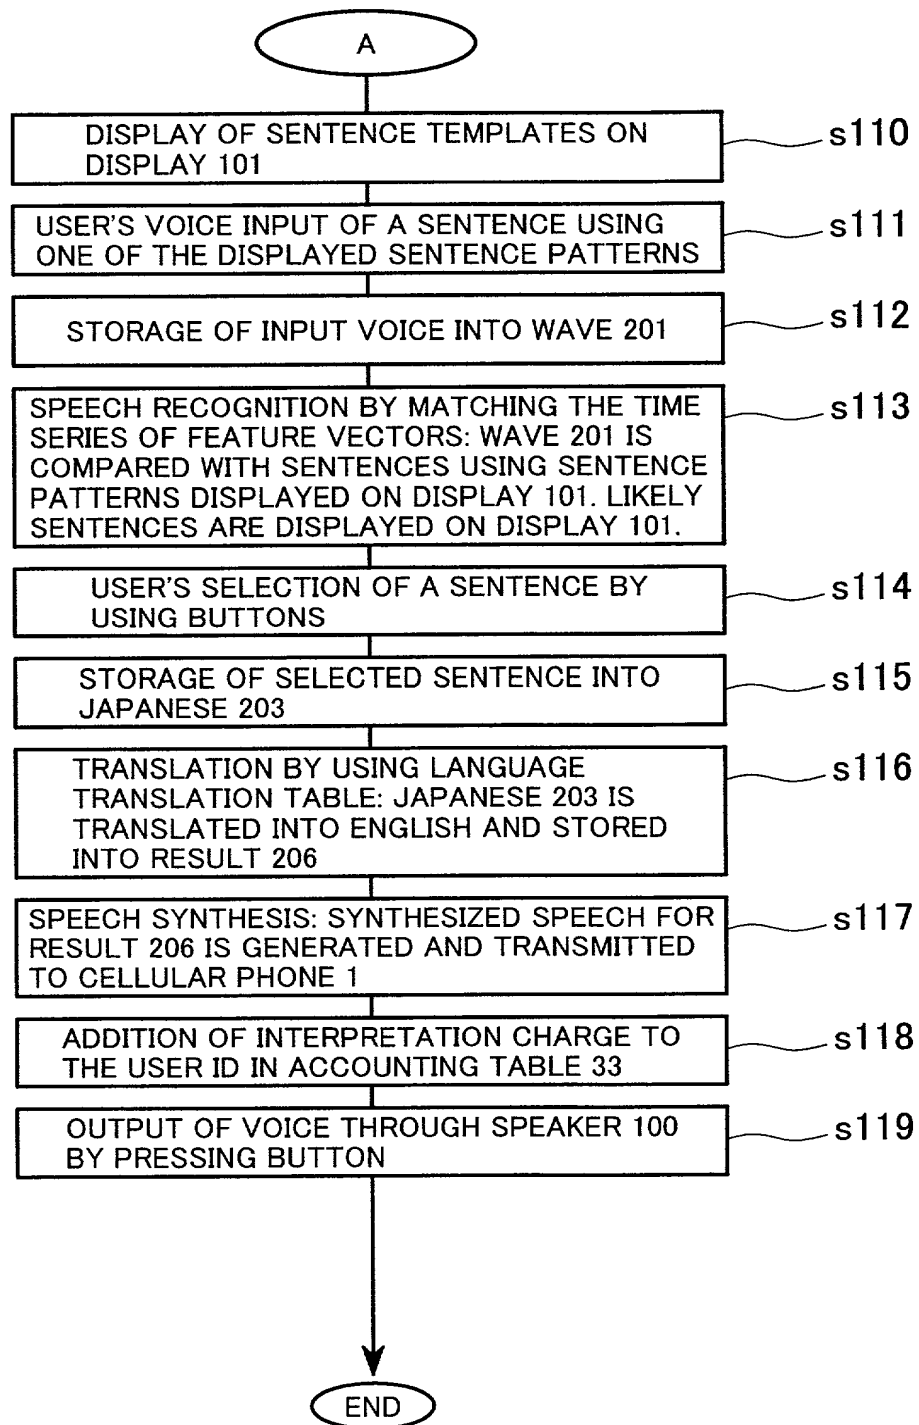 A
DISPLAY OF SENTENCE TEMPLATES ON
DISPLAY 101
s110
USER'S VOICE INPUT OF A SENTENCE USING
ONE OF THE DISPLAYED SENTENCE PATTERNS
s111
STORAGE OF INPUT VOICE INTO WAVE 201
s112
SPEECH RECOGNITION BY MATCHING THE TIME
SERIES OF FEATURE VECTORS: WAVE 201 IS
COMPARED WITH SENTENCES USING SENTENCE
PATTERNS DISPLAYED ON DISPLAY 101. LIKELY
SENTENCES ARE DISPLAYED ON DISPLAY 101.
s113
USER'S SELECTION OF A SENTENCE BY
USING BUTTONS
s114
STORAGE OF SELECTED SENTENCE INTO
JAPANESE 203
s115
TRANSLATION BY USING LANGUAGE
TRANSLATION TABLE: JAPANESE 203 IS
TRANSLATED INTO ENGLISH AND STORED
INTO RESULT 206
s116
SPEECH SYNTHESIS: SYNTHESIZED SPEECH FOR
RESULT 206 IS GENERATED AND TRANSMITTED
TO CELLULAR PHONE 1
s117
ADDITION OF INTERPRETATION CHARGE TO
THE USER ID IN ACCOUNTING TABLE 33
s118
OUTPUT OF VOICE THROUGH SPEAKER 100
BY PRESSING BUTTON
s119
END